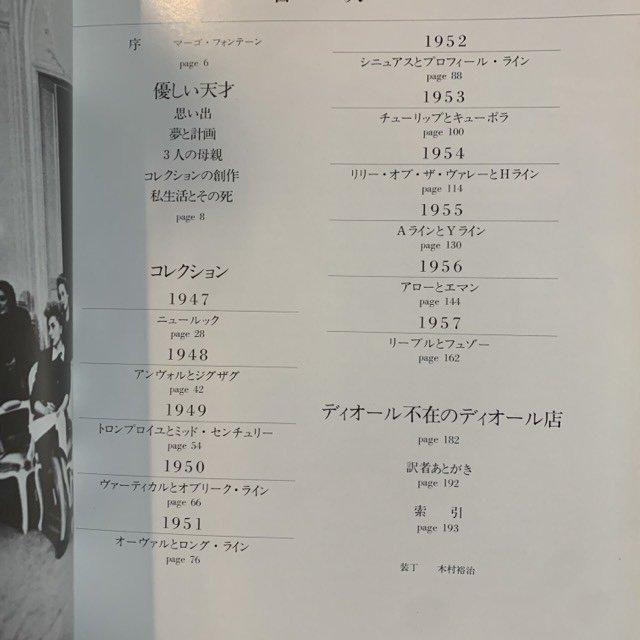 序 マーゴ・フォンテーン
page 6
優しい天才
思い出
夢と計画
3人の母親
コレクションの創作
私生活とその死
page 8
コレクション
1947
ニュールック
page 28
1948
アンヴォルとジグザグ
page 42
1949
トロンプロイユとミッド・センチュリー
page 54
1950
ヴァーティカルとオブリーク・ライン
page 66
1951
オーヴァルとロング・ライン
page 76
1952
シニュアスとプロフィール・ライン
page 88
1953
チューリップとキューポラ
page 100
1954
リリー・オブ・ザ・ヴァレーとHライン
page 114
1955
AラインとYライン
page 130
1956
アローとエマン
page 144
1957
リーブルとフュゾー
page 162
ディオール不在のディオール店
page 182
訳者あとがき
page 192
索引
page 193
装丁 木村裕治